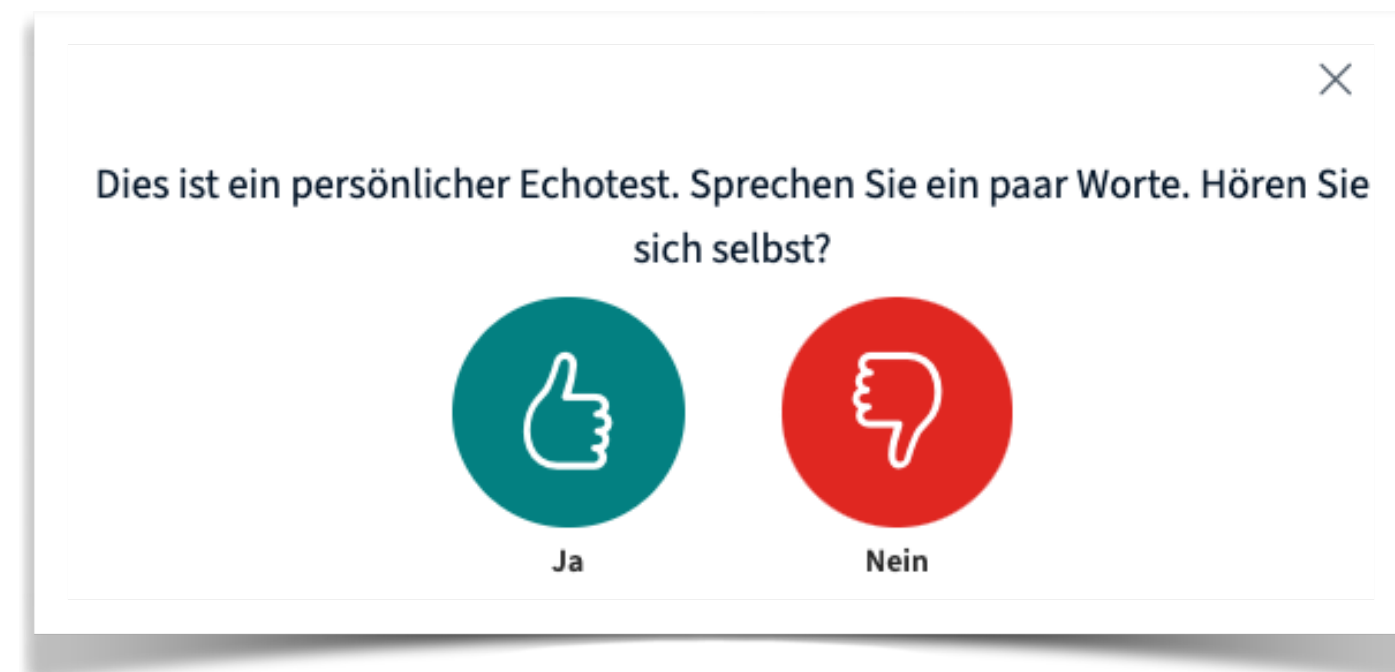 Dies ist ein persönlicher Echotest. Sprechen Sie ein paar Worte. Hören Sie
sich selbst?
Ja
Nein